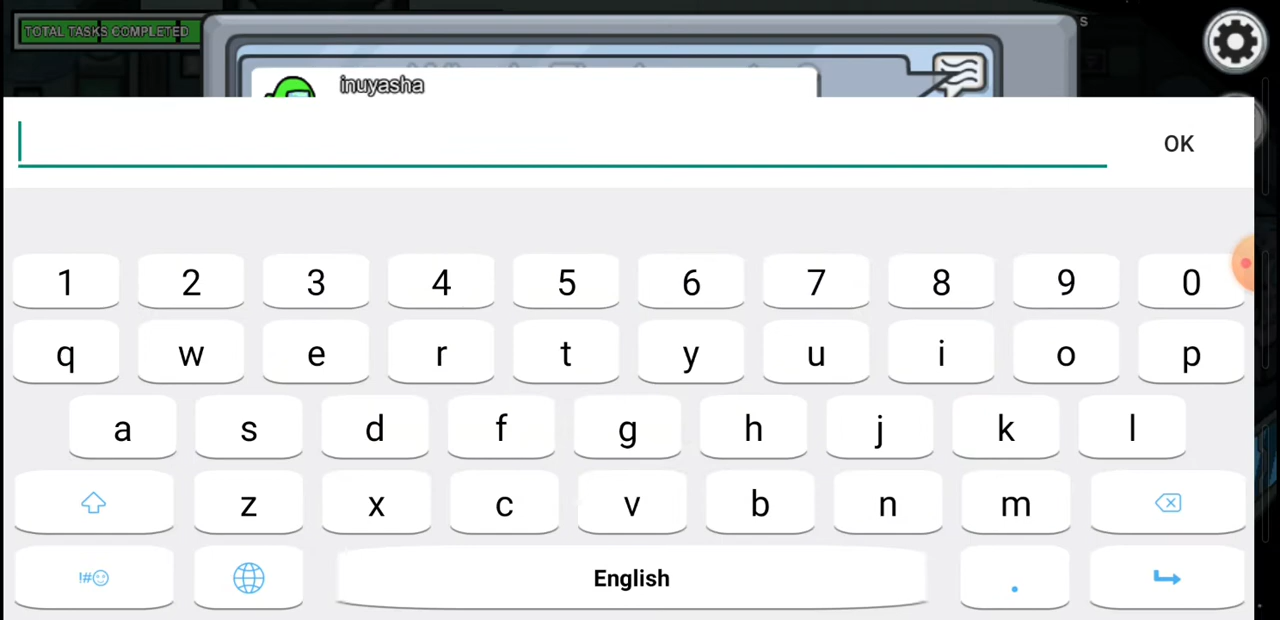 TOTAL TASKS COMPLETED
S
inuyasha
OK
1 2 3 4 5 6 7 8 9 0
q w e r t y u i o p
a s d f g h j k l
z x c v b n m
!#☺ English .